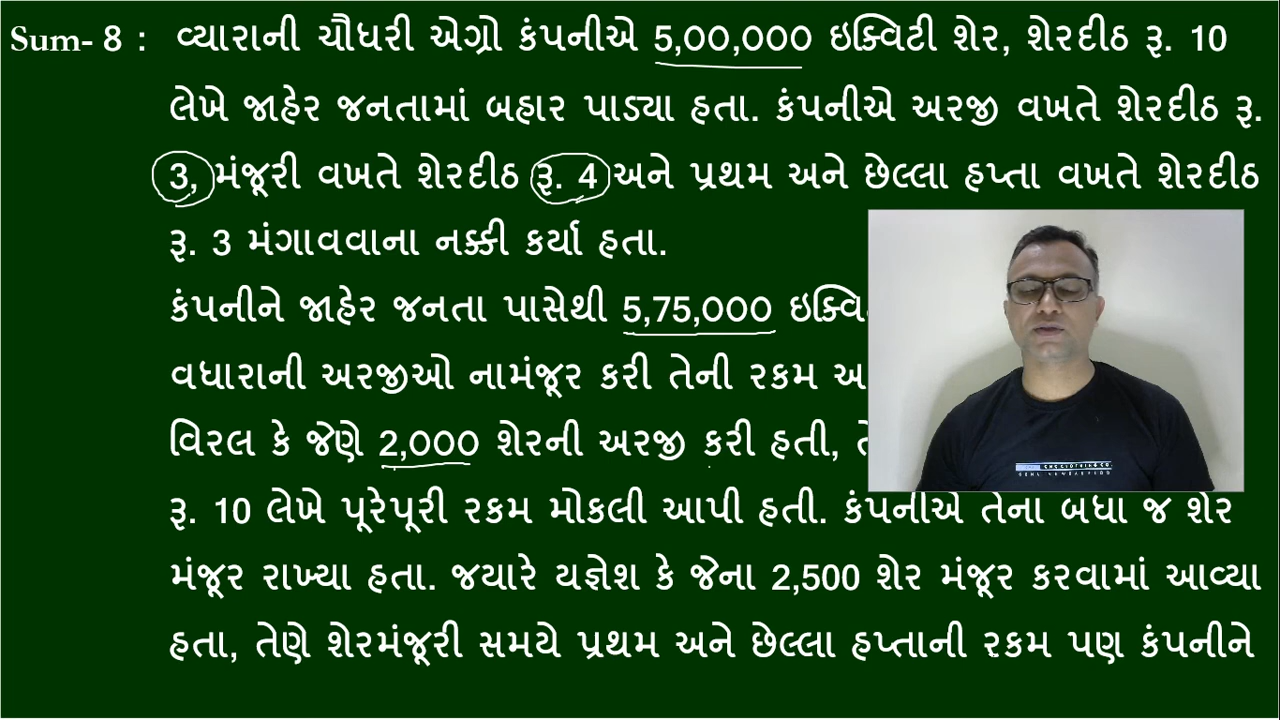 Sum- 8 : વ્યારાની ચૌધરી એગ્રો કંપનીએ 5,00,000 ઇક્વિટી શેર, શેરદીઠ રૂ. 10
લેખે જાહેર જનતામાં બહાર પાડ્યા હતા. કંપનીએ અરજી વખતે શેરદીઠ રૂ.
3, મંજૂરી વખતે શેરદીઠ રૂ. 4 અને પ્રથમ અને છેલ્લા હપ્તા વખતે શેરદીઠ
રૂ. 3 મંગાવવાના નક્કી કર્યા હતા.
કંપનીને જાહેર જનતા પાસેથી 5,75,000
વધારાની અરજીઓ નામંજૂર કરી તેની રકમ
વિરલ કે જેણે 2,000 શેરની અરજી કરી હતી,
રૂ. 10 લેખે પૂરેપૂરી રકમ મોકલી આપી હતી. કંપનીએ તેના બધા જ શેર
મંજૂર રાખ્યા હતા. જયારે યજ્ઞેશ કે જેના 2,500 શેર મંજૂર કરવામાં આવ્યા
હતા, તેણે શેરમંજૂરી સમયે પ્રથમ અને છેલ્લા હપ્તાની રકમ પણ કંપનીને